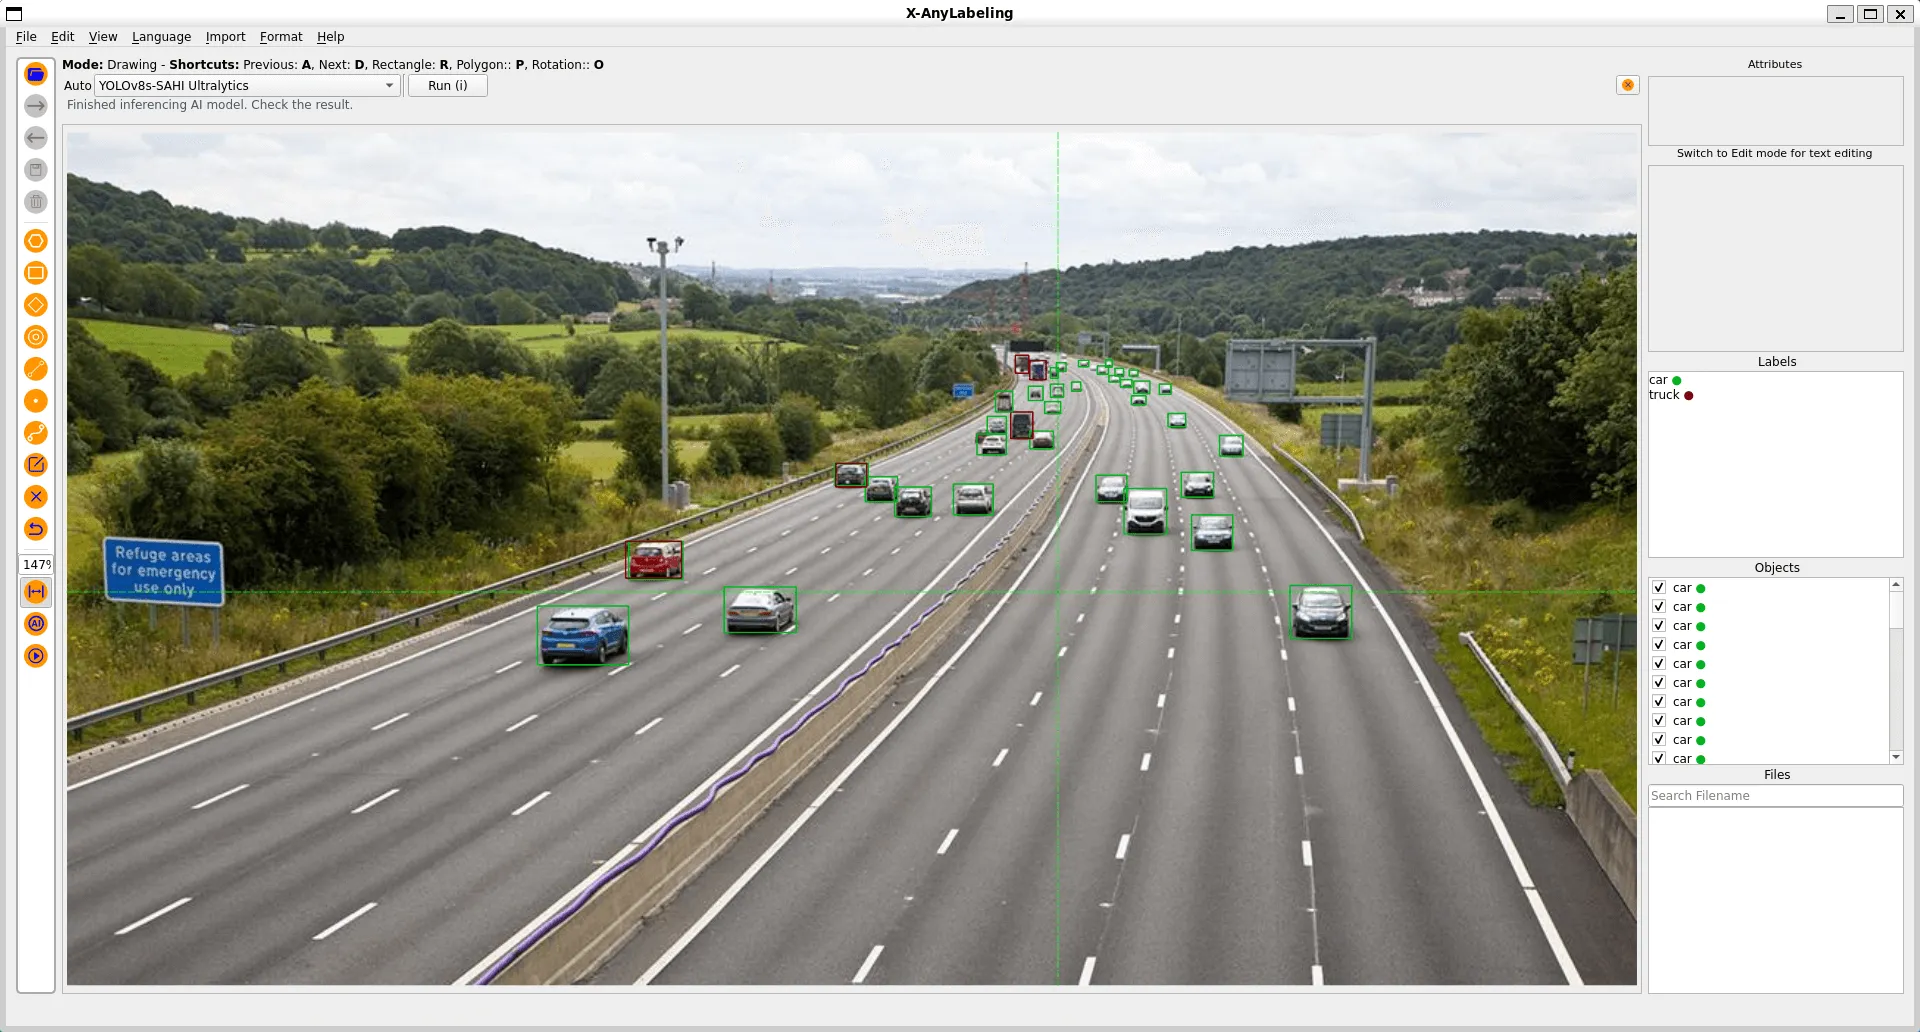 X-AnyLabeling
File Edit View Language Import Format Help
Mode: Drawing - Shortcuts: Previous: A, Next: D, Rectangle: R, Polygon:: P, Rotation:: O
Auto YOLOv8s-SAHI Ultralytics Run (i)
Finished inferencing AI model. Check the result.
Attributes
Switch to Edit mode for text editing
Labels
car
truck
Objects
car
car
car
car
car
car
car
car
car
car
Files
Search Filename
147%
AI
Refuge areas
for emergency
use only